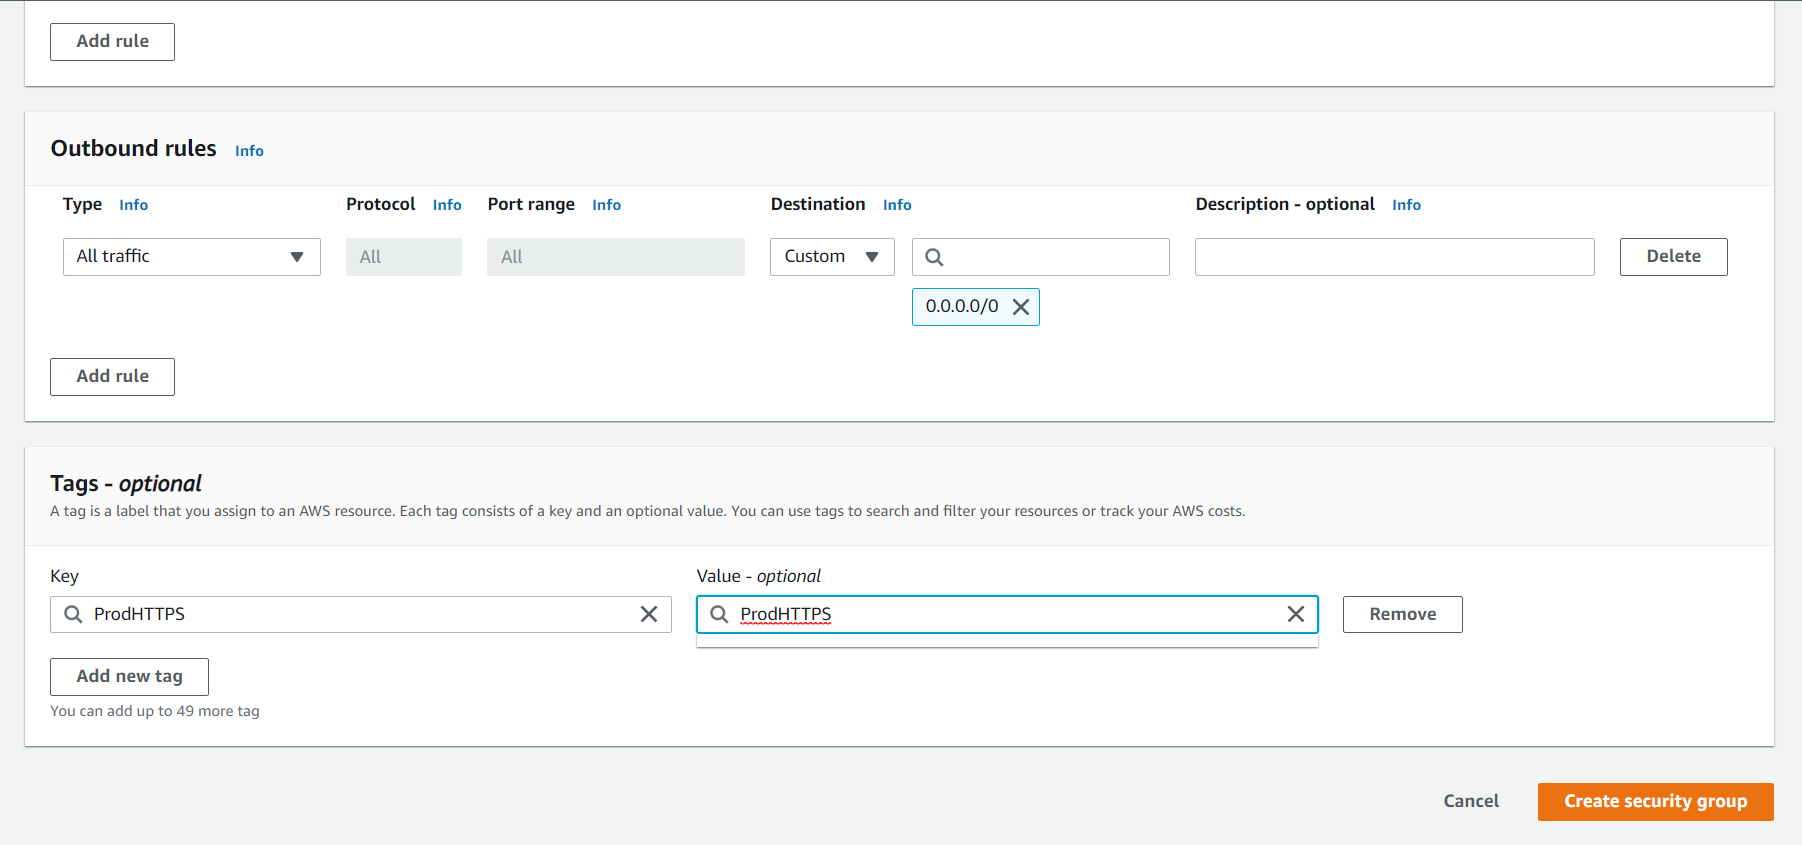 Add rule
Outbound rules Info
Type Info Protocol Info Port range Info Destination Info Description - optional Info
All traffic All All Custom Delete
0.0.0.0/0
Add rule
Tags - optional
A tag is a label that you assign to an AWS resource. Each tag consists of a key and an optional value. You can use tags to search and filter your resources or track your AWS costs.
Key Value - optional
ProdHTTPS ProdHTTPS Remove
Add new tag
You can add up to 49 more tag
Cancel Create security group